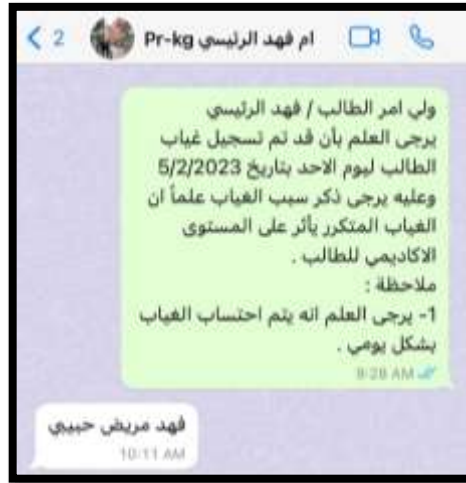 2 ام فهد الرئيسي Pr-kg
ولي امر الطالب / فهد الرئيسي
يرجى العلم بأن قد تم تسجيل غياب
الطالب ليوم الاحد بتاريخ 5/2/2023
وعليه يرجى ذكر سبب الغياب علماً ان
الغياب المتكرر يأثر على المستوى
الاكاديمي للطالب .
ملاحظة :
1- يرجى العلم انه يتم احتساب الغياب
بشكل يومي .
9:28 AM
فهد مريض حبيبي
10:11 AM